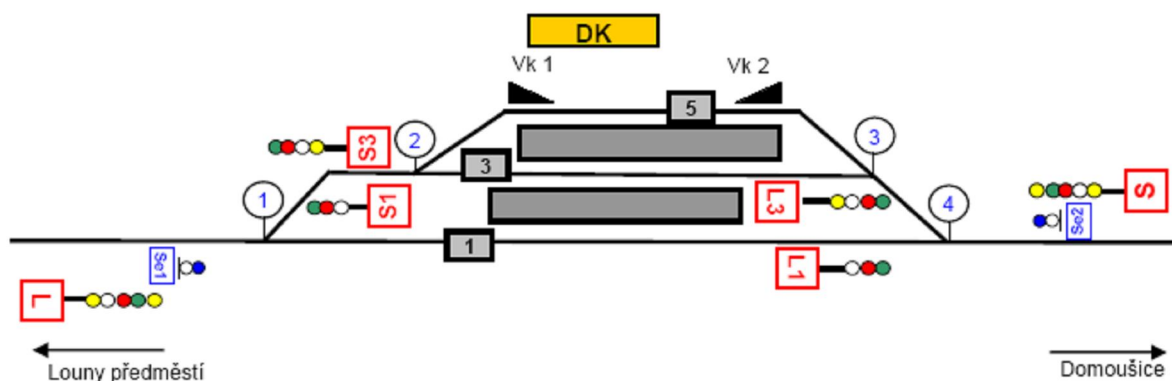 DK
Vk 1
Vk 2
5
S3
2
3
3
S
1
S1
L3
4
Se2
1
Se1
L1
L
Louny předměstí
Domoušice